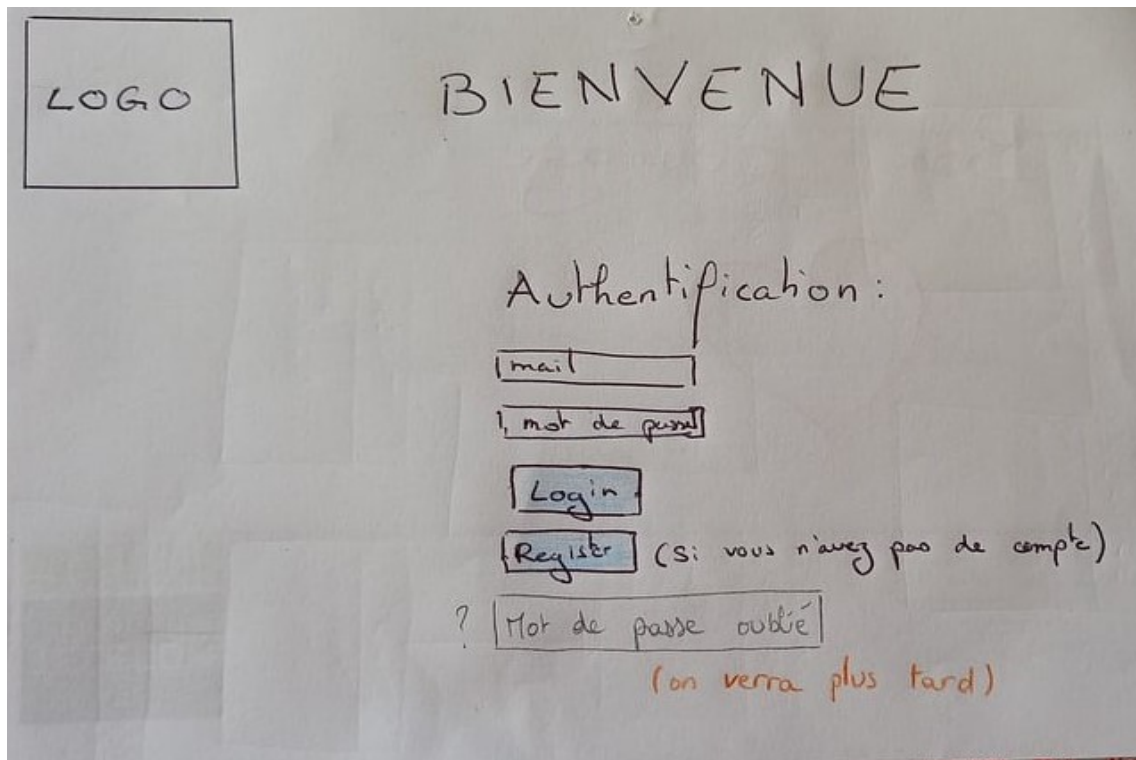 LOGO
BIENVENUE
Authentification :
mail
mot de passe
Login
Register (Si vous n'avez pas de compte)
? Mot de passe oublié
(on verra plus tard)